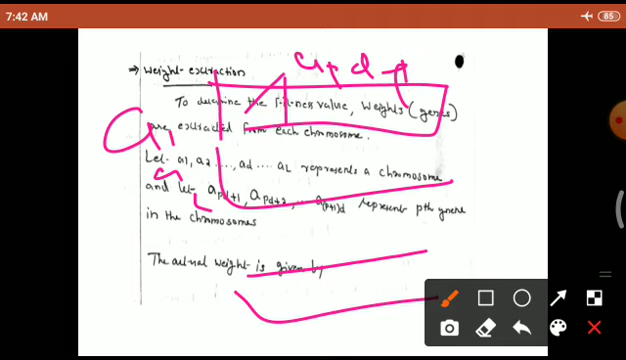 7:42 AM
85
→ Weight-extraction
To determine the fitness value, weights (genes)
are extracted from each chromosome.
Let a1, a2 ...., ad .... aL represents a chromosome
and let apd+1, apd+2, ... a(p+1)d represent pth gene
in the chromosomes
The actual weight is given by